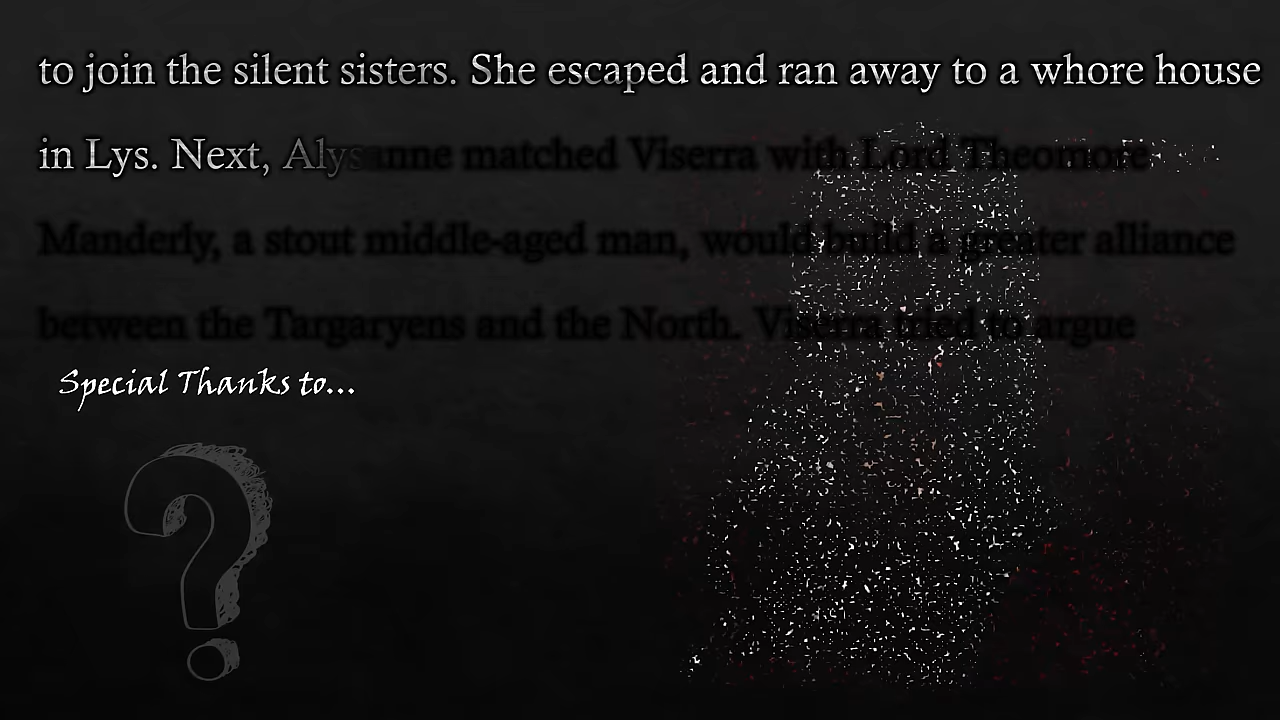 to join the silent sisters. She escaped and ran away to a whore house
in Lys. Next, Alysanne matched Viserra with Lord Theomore
Manderly, a stout middle-aged man, would build a greater alliance
between the Targaryens and the North. Viserra tried to argue
Special Thanks to...
?